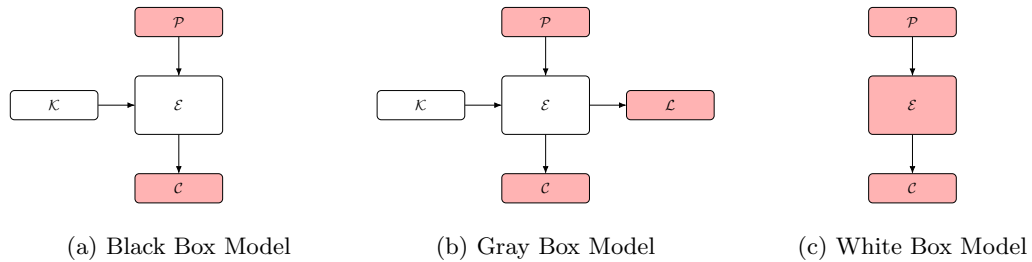 𝒫 𝒫 𝒫
𝒦 ℰ 𝒦 ℰ ℒ ℰ
𝒞 𝒞 𝒞
(a) Black Box Model (b) Gray Box Model (c) White Box Model